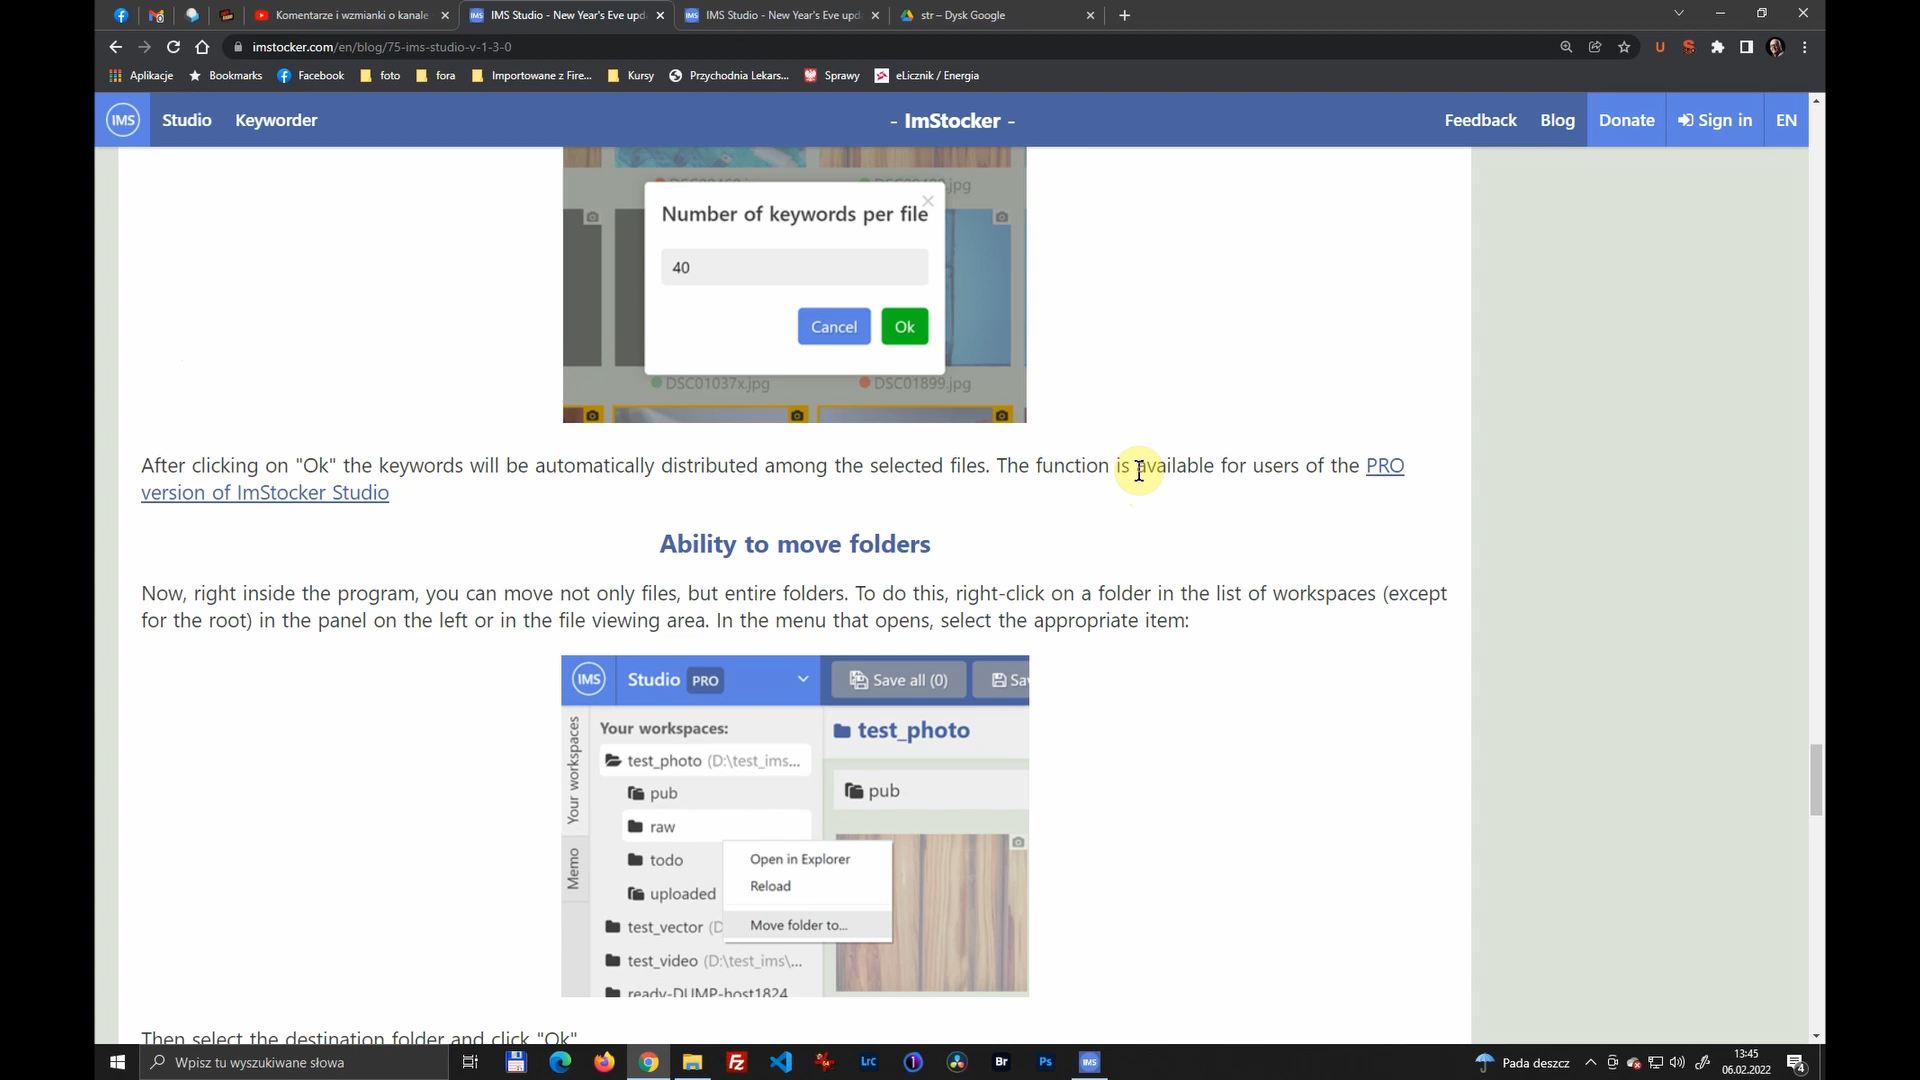 Komentarze i wzmianki o kanale
IMS Studio - New Year's Eve upd
IMS Studio - New Year's Eve upd
str – Dysk Google
imstocker.com/en/blog/75-ims-studio-v-1-3-0
Aplikacje
Bookmarks
Facebook
foto
fora
Importowane z Fire...
Kursy
Przychodnia Lekars...
Sprawy
eLicznik / Energia
IMS
Studio
Keyworder
- ImStocker -
Feedback
Blog
Donate
Sign in
EN
Number of keywords per file
40
Cancel
Ok
DSC01037x.jpg
DSC01899.jpg
After clicking on "Ok" the keywords will be automatically distributed among the selected files. The function is available for users of the PRO
version of ImStocker Studio
Ability to move folders
Now, right inside the program, you can move not only files, but entire folders. To do this, right-click on a folder in the list of workspaces (except
for the root) in the panel on the left or in the file viewing area. In the menu that opens, select the appropriate item:
IMS
Studio PRO
Save all (0)
Sav
Your workspaces
Memo
Your workspaces:
test_photo (D:\test_ims...
pub
raw
todo
uploaded
test_vector (D
test_video (D:\test_ims\...
ready-DUMP-host1824
test_photo
pub
Open in Explorer
Reload
Move folder to...
Then select the destination folder and click "Ok"
Wpisz tu wyszukiwane słowa
Lrc
Br
Ps
IMS
Pada deszcz
13:45
06.02.2022
4